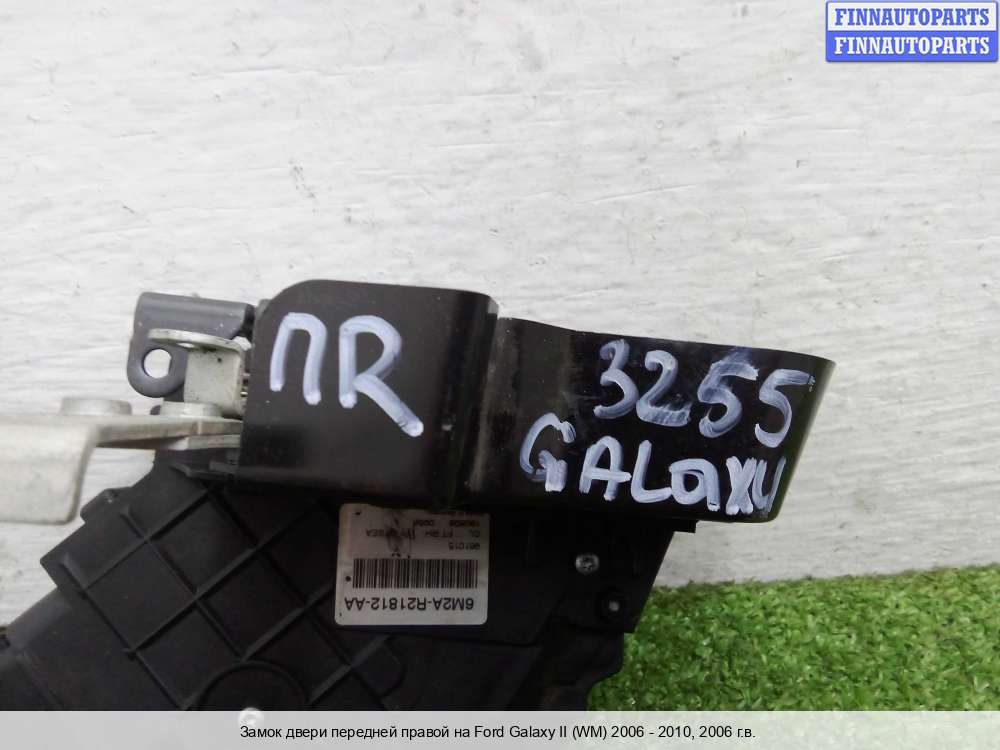 FINNAUTOPARTS
FINNAUTOPARTS
ПR
3255
GALAXY
6M2A-R21812-AA
961015
Замок двери передней правой на Ford Galaxy II (WM) 2006 - 2010, 2006 г.в.